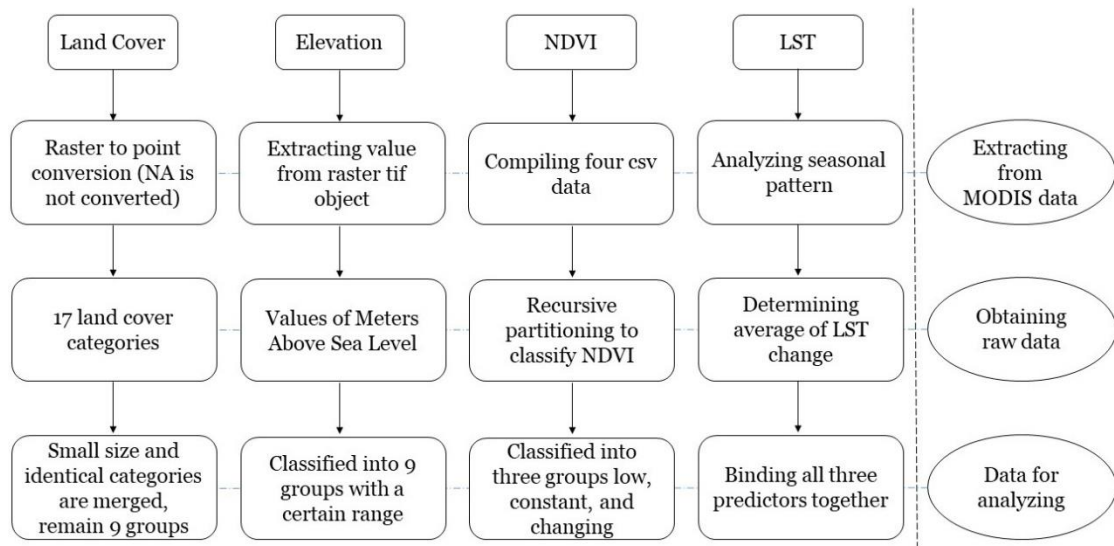 Land Cover
Elevation
NDVI
LST
Raster to point
conversion (NA is
not converted)
Extracting value
from raster tif
object
Compiling four csv
data
Analyzing seasonal
pattern
Extracting
from
MODIS data
17 land cover
categories
Values of Meters
Above Sea Level
Recursive
partitioning to
classify NDVI
Determining
average of LST
change
Obtaining
raw data
Small size and
identical categories
are merged,
remain 9 groups
Classified into 9
groups with a
certain range
Classified into
three groups low,
constant, and
changing
Binding all three
predictors together
Data for
analyzing